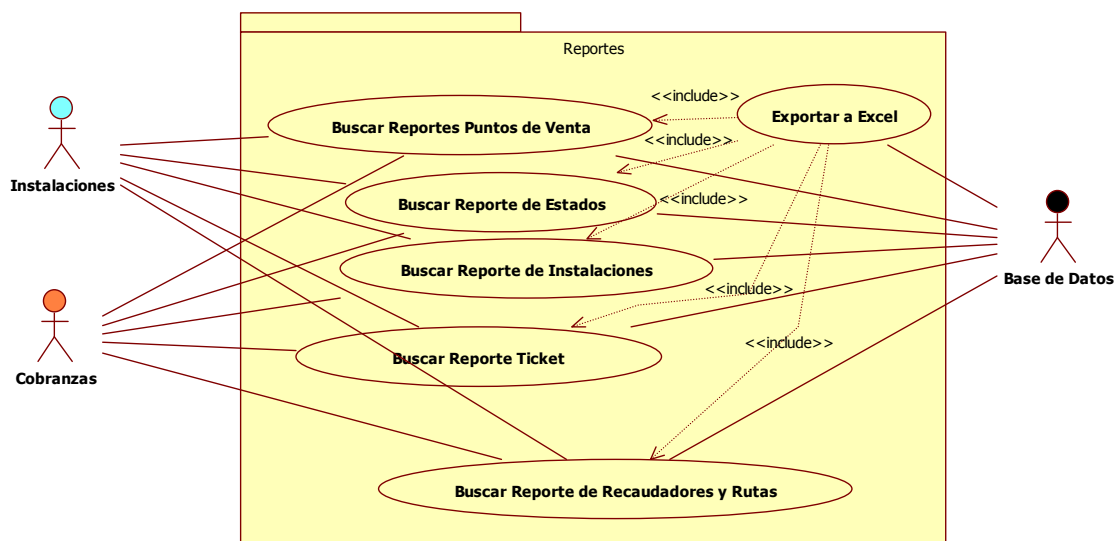 Reportes
<<include>>
Exportar a Excel
Buscar Reportes Puntos de Venta
<<include>>
Instalaciones
Buscar Reporte de Estados
<<include>>
Buscar Reporte de Instalaciones
Base de Datos
<<include>>
<<include>>
Buscar Reporte Ticket
Cobranzas
Buscar Reporte de Recaudadores y Rutas